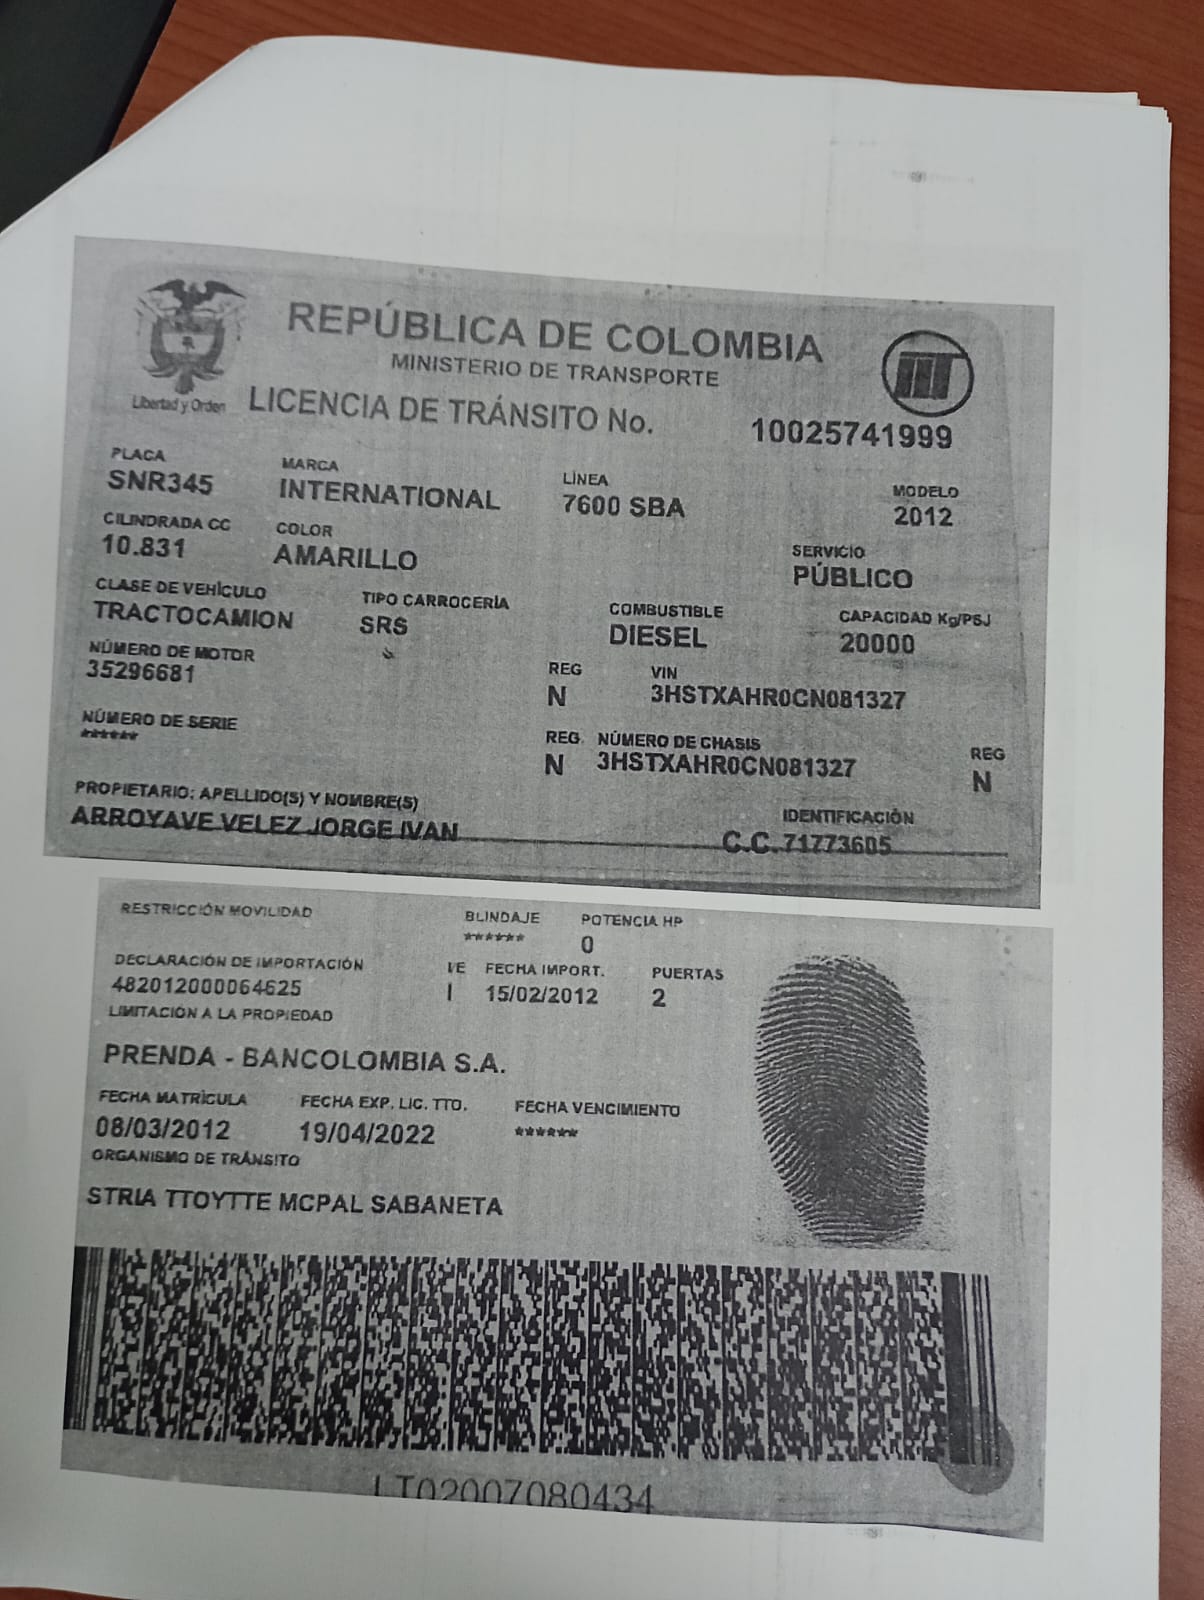 REPÚBLICA DE COLOMBIA
MINISTERIO DE TRANSPORTE
Libertad y Orden
LICENCIA DE TRÁNSITO No. 10025741999
PLACA MARCA LÍNEA MODELO
SNR345 INTERNATIONAL 7600 SBA 2012
CILINDRADA CC COLOR SERVICIO
10.831 AMARILLO PÚBLICO
CLASE DE VEHÍCULO TIPO CARROCERÍA COMBUSTIBLE CAPACIDAD Kg/PSJ
TRACTOCAMION SRS DIESEL 20000
NÚMERO DE MOTOR REG VIN
35296681 N 3HSTXAHR0CN081327
NÚMERO DE SERIE REG NÚMERO DE CHASIS REG
****** N 3HSTXAHR0CN081327 N
PROPIETARIO: APELLIDO(S) Y NOMBRE(S) IDENTIFICACIÓN
ARROYAVE VELEZ JORGE IVAN C.C. 71773605
RESTRICCIÓN MOVILIDAD BLINDAJE POTENCIA HP
****** 0
DECLARACIÓN DE IMPORTACIÓN I/E FECHA IMPORT. PUERTAS
482012000064625 I 15/02/2012 2
LIMITACIÓN A LA PROPIEDAD
PRENDA - BANCOLOMBIA S.A.
FECHA MATRÍCULA FECHA EXP. LIC. TTO. FECHA VENCIMIENTO
08/03/2012 19/04/2022 ******
ORGANISMO DE TRÁNSITO
STRIA TTOYTTE MCPAL SABANETA
LT02007080434